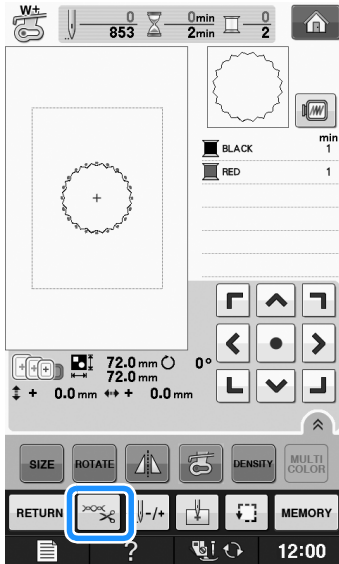 W+
0 0min 0
853 2min 2
min
BLACK 1
RED 1
72.0 mm 0°
72.0 mm
+ 0.0 mm + 0.0 mm
SIZE ROTATE DENSITY MULTI
COLOR
RETURN -/+ MEMORY
? 12:00